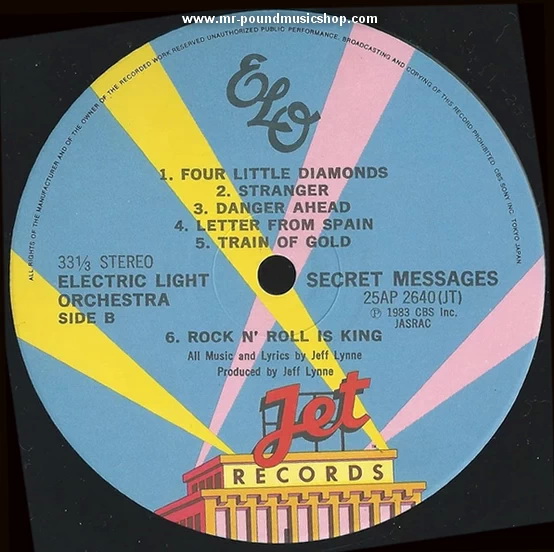 www.mr-poundmusicshop.com
ALL RIGHTS OF THE MANUFACTURER AND OF THE OWNER OF THE RECORDED WORK RESERVED UNAUTHORIZED PUBLIC PERFORMANCE, BROADCASTING AND COPYING OF THIS RECORD PROHIBITED. CBS/SONY INC. TOKYO JAPAN
ELO
1. FOUR LITTLE DIAMONDS
2. STRANGER
3. DANGER AHEAD
4. LETTER FROM SPAIN
5. TRAIN OF GOLD
33⅓ STEREO
ELECTRIC LIGHT
ORCHESTRA
SIDE B
SECRET MESSAGES
25AP 2640(JT)
℗ 1983 CBS Inc.
JASRAC
6. ROCK N' ROLL IS KING
All Music and Lyrics by Jeff Lynne
Produced by Jeff Lynne
Jet
RECORDS